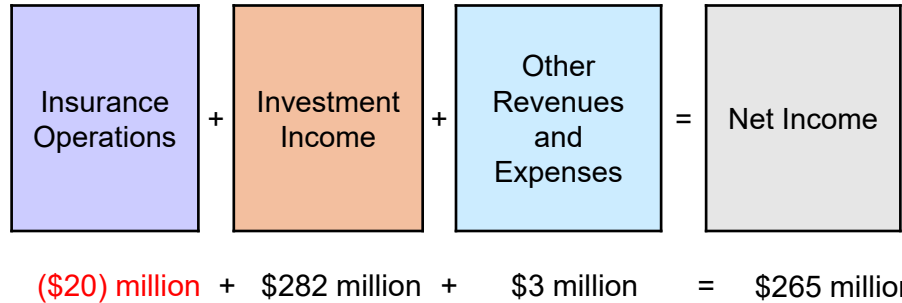 Insurance
Operations
+
Investment
Income
+
Other
Revenues
and
Expenses
=
Net Income
($20) million + $282 million + $3 million = $265 million